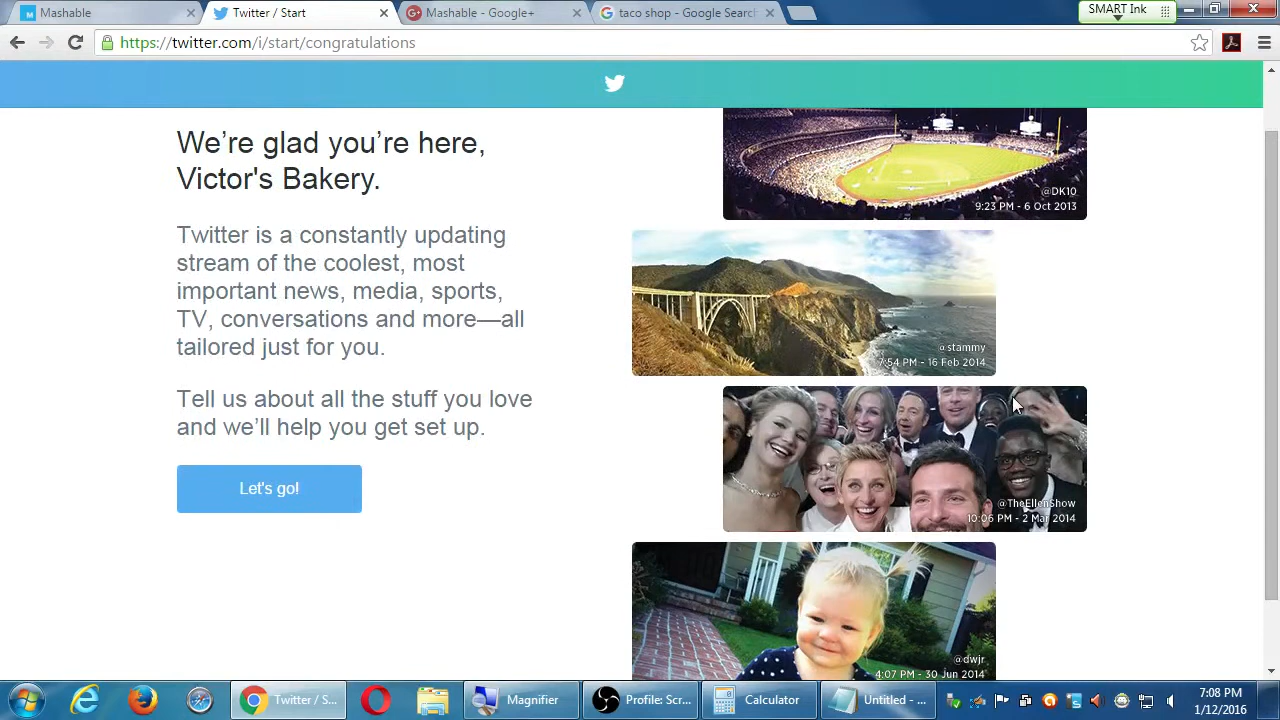 Mashable
Twitter / Start
Mashable - Google+
taco shop - Google Search
SMART Ink
https://twitter.com/i/start/congratulations
We're glad you're here,
Victor's Bakery.
Twitter is a constantly updating
stream of the coolest, most
important news, media, sports,
TV, conversations and more—all
tailored just for you.
Tell us about all the stuff you love
and we'll help you get set up.
Let's go!
@DK10
9:23 PM - 6 Oct 2013
@stammy
7:54 PM - 16 Feb 2014
@TheEllenShow
10:06 PM - 2 Mar 2014
@dwjr
4:07 PM - 30 Jun 2014
Twitter / S...
Magnifier
Profile: Scr...
Calculator
Untitled - ...
7:08 PM
1/12/2016